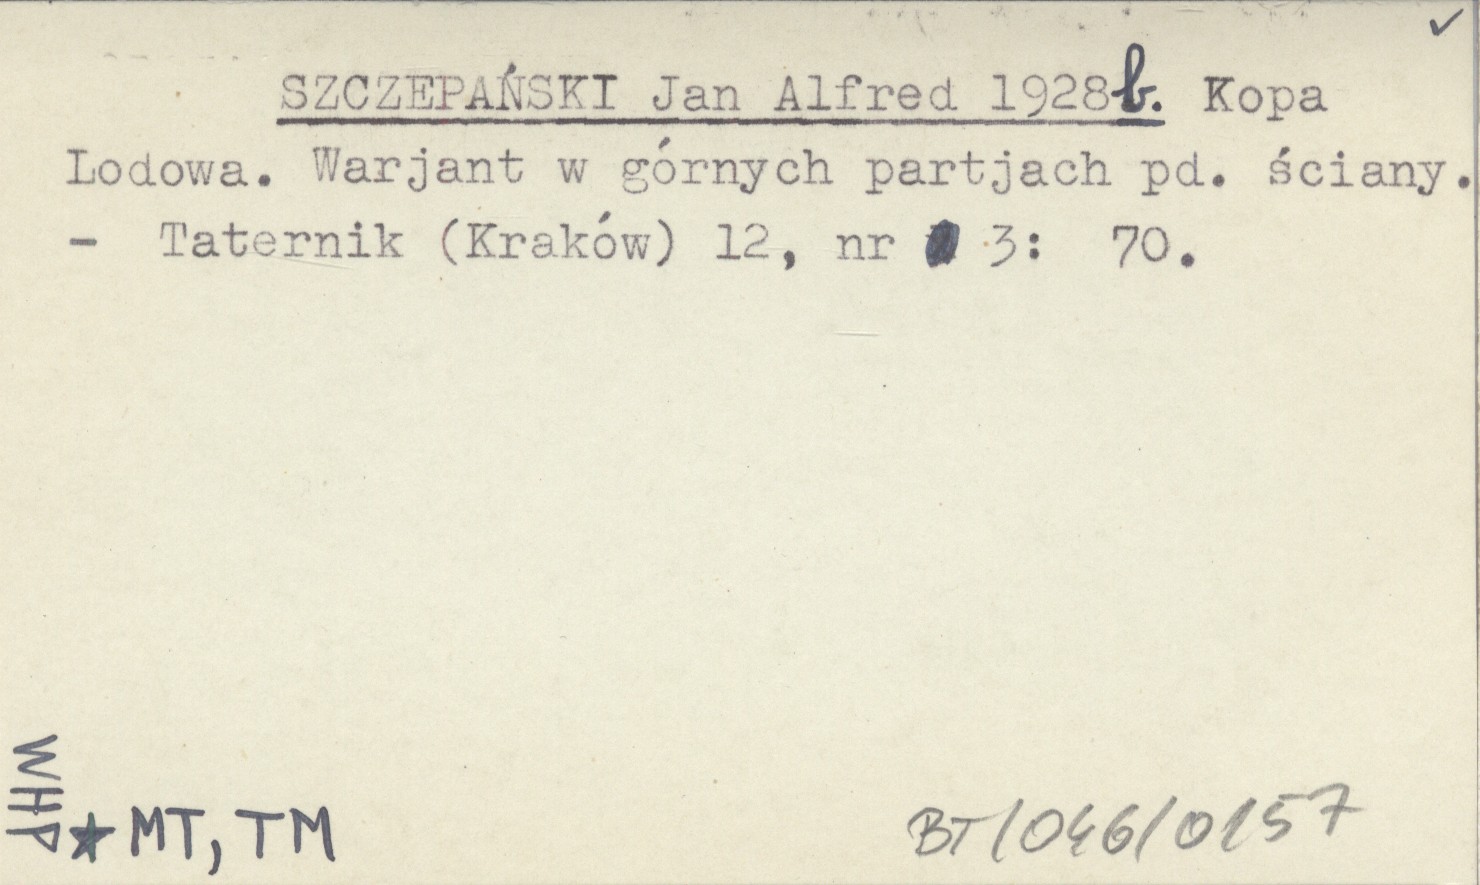 ✓
SZCZEPAŃSKI Jan Alfred 1928b. Kopa
Lodowa. Warjant w górnych partjach pd. ściany.
- Taternik (Kraków) 12, nr 3: 70.
WHP
★ MT, TM
BT/046/0157